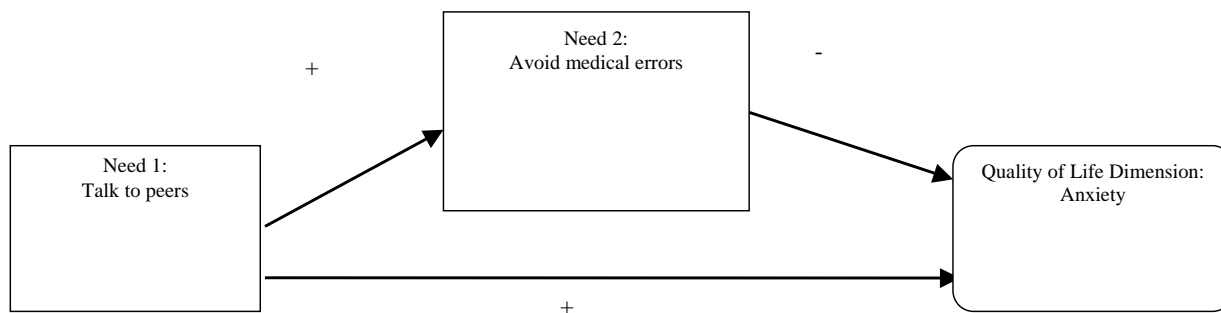 Need 2:
Avoid medical errors
-
+
Need 1:
Talk to peers
Quality of Life Dimension:
Anxiety
+